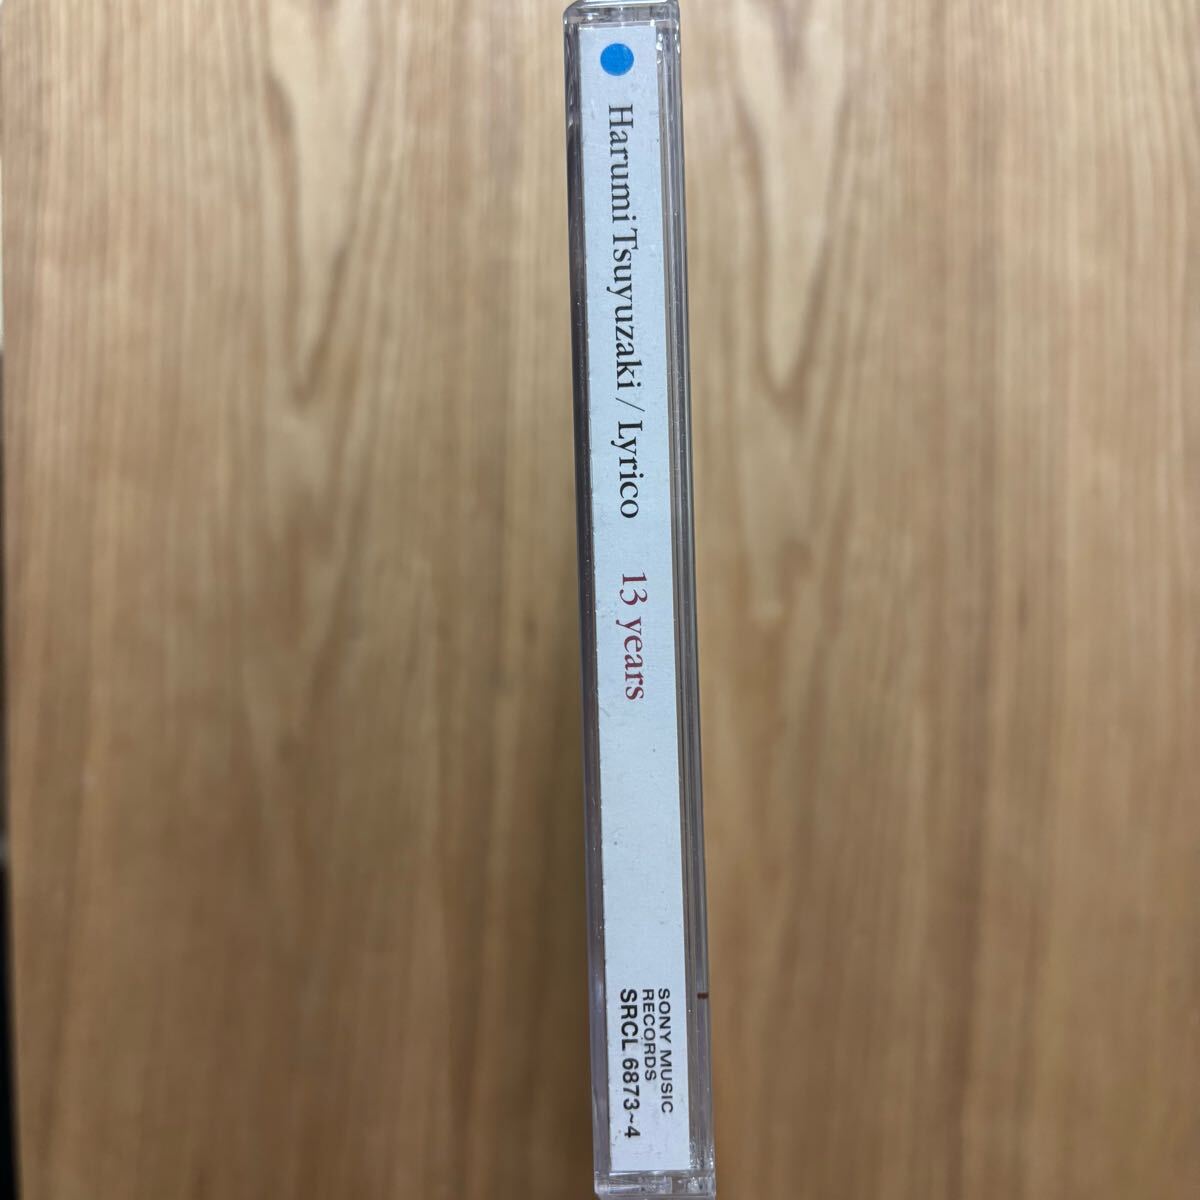 Harumi Tsuyuzaki / Lyrico 13 years
SONY MUSIC
RECORDS
SRCL 6873~4